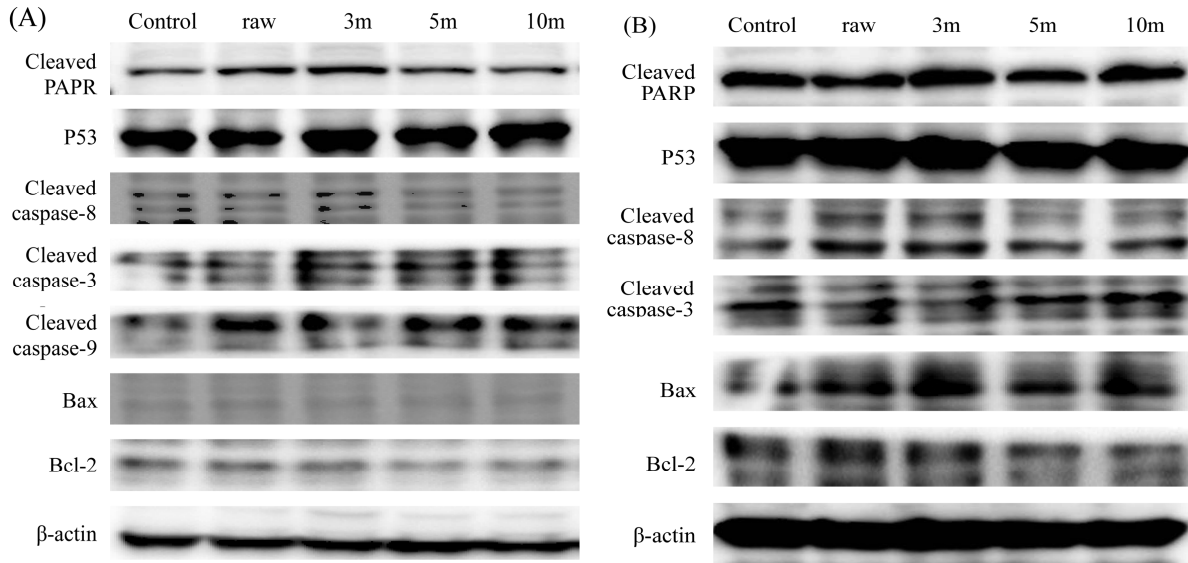 (A)
Control raw 3m 5m 10m
Cleaved
PAPR
P53
Cleaved
caspase-8
Cleaved
caspase-3
Cleaved
caspase-9
Bax
Bcl-2
β-actin
(B)
Control raw 3m 5m 10m
Cleaved
PARP
P53
Cleaved
caspase-8
Cleaved
caspase-3
Bax
Bcl-2
β-actin